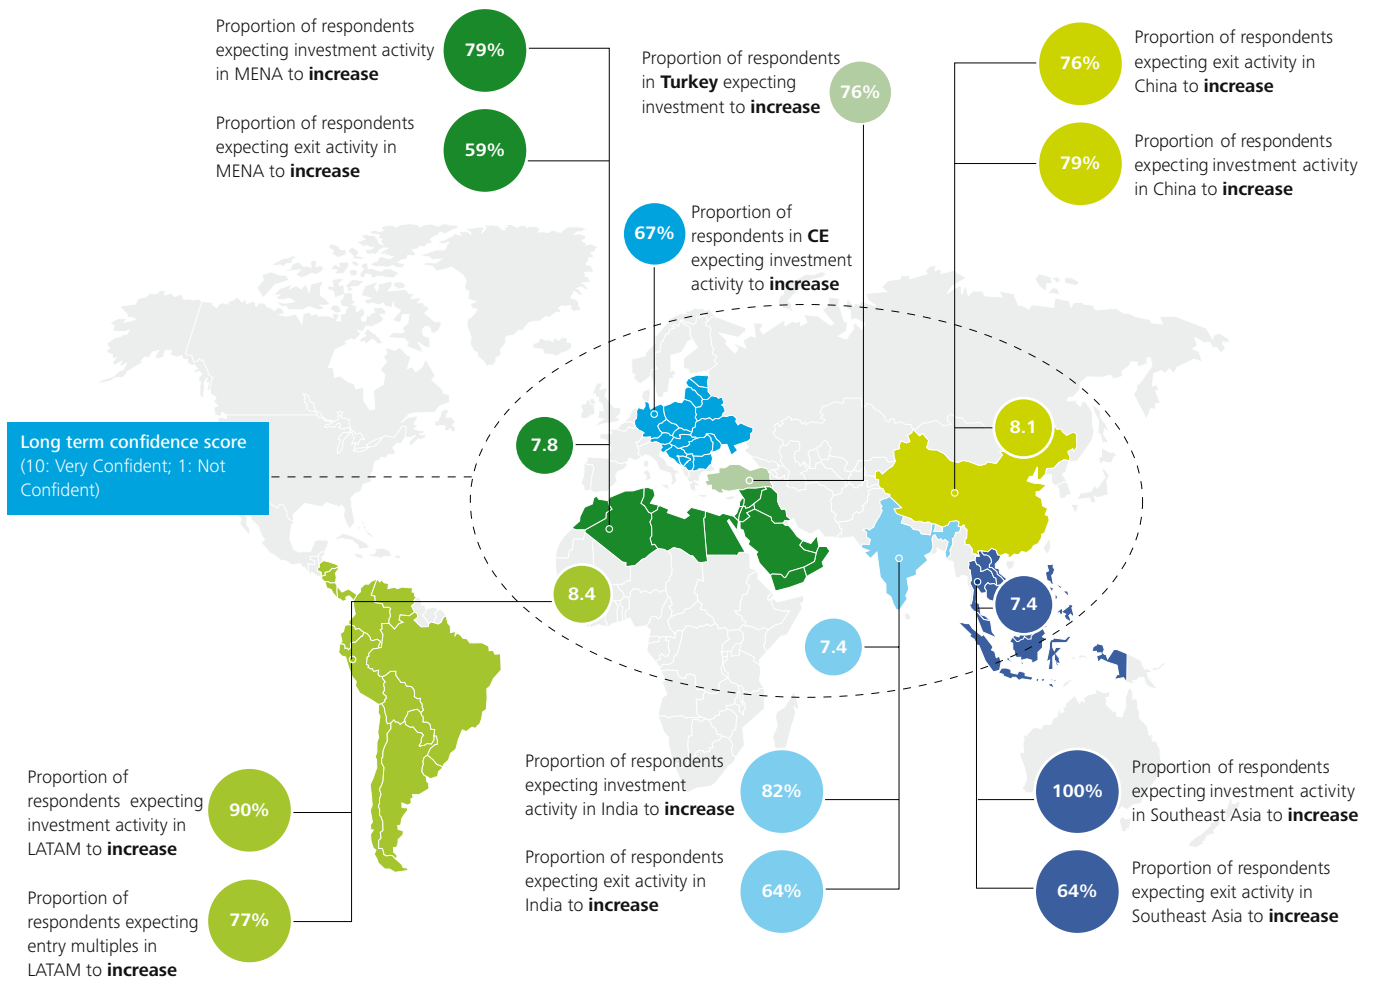 Proportion of respondents
expecting investment activity
in MENA to increase
79%
Proportion of respondents
expecting exit activity in
MENA to increase
59%
Proportion of respondents
in Turkey expecting
investment to increase
76%
76%
Proportion of respondents
expecting exit activity in
China to increase
79%
Proportion of respondents
expecting investment activity
in China to increase
67%
Proportion of
respondents in CE
expecting investment
activity to increase
Long term confidence score
(10: Very Confident; 1: Not
Confident)
7.8
8.1
8.4
7.4
7.4
Proportion of
respondents expecting
investment activity in
LATAM to increase
90%
Proportion of
respondents expecting
entry multiples in
LATAM to increase
77%
Proportion of respondents
expecting investment
activity in India to increase
82%
Proportion of respondents
expecting exit activity in
India to increase
64%
100%
Proportion of respondents
expecting investment activity
in Southeast Asia to increase
64%
Proportion of respondents
expecting exit activity in
Southeast Asia to increase